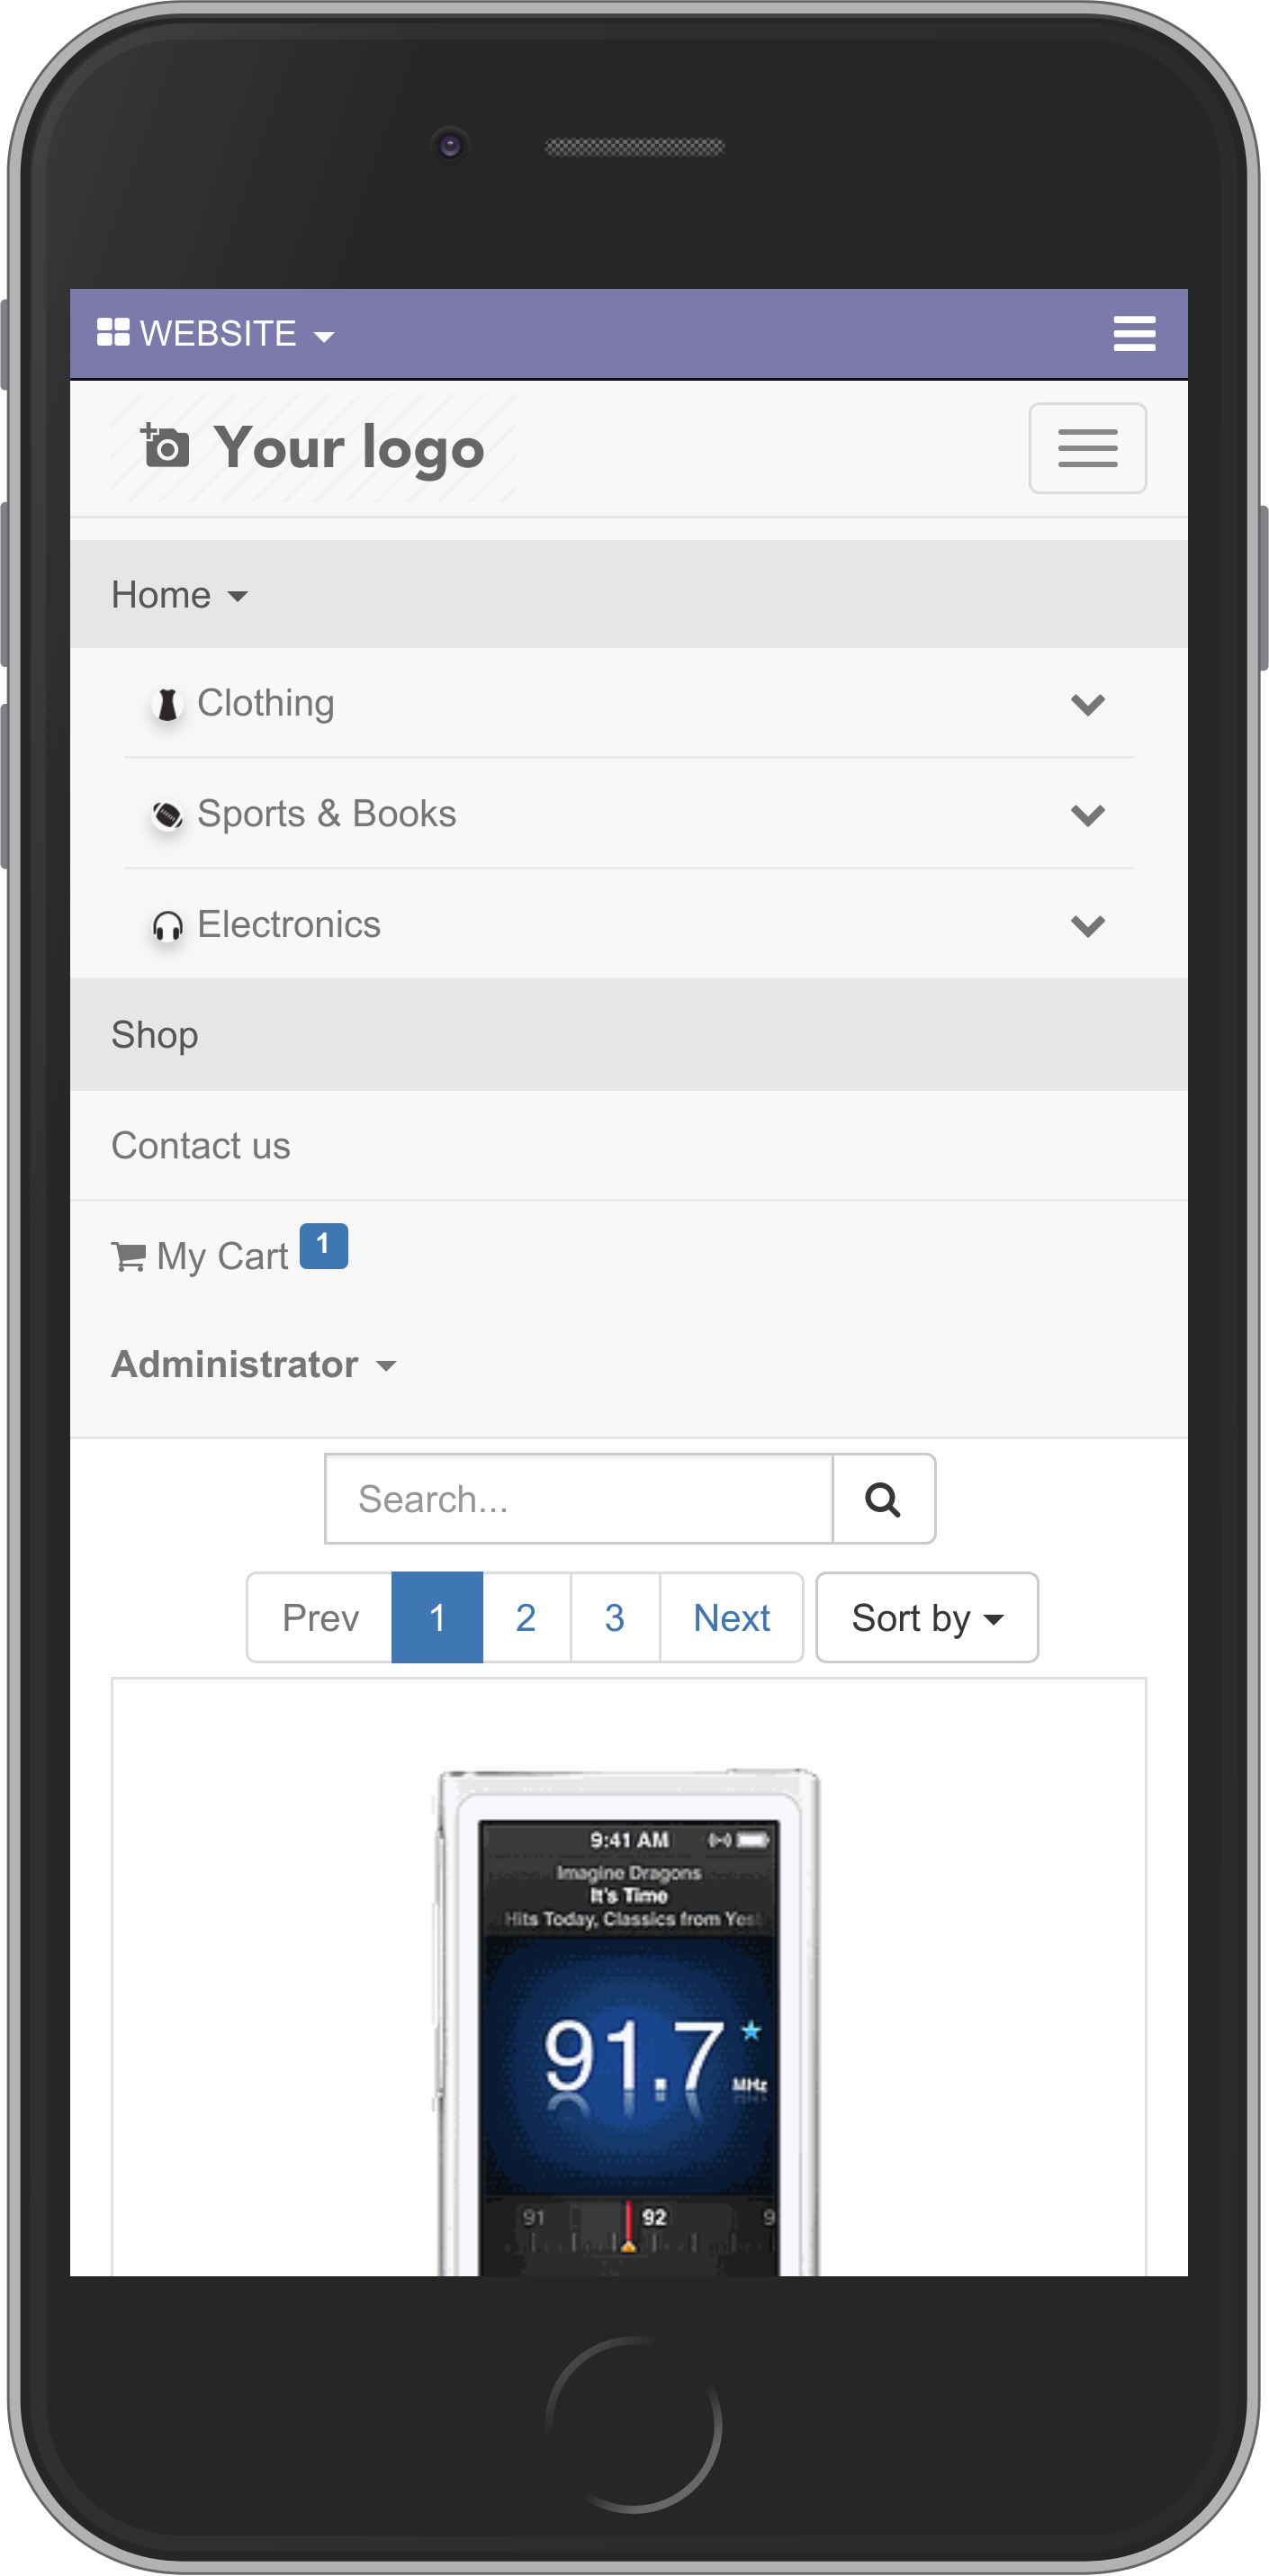 WEBSITE
Your logo
Home
Clothing
Sports & Books
Electronics
Shop
Contact us
My Cart 1
Administrator
Search...
Prev 1 2 3 Next Sort by
9:41 AM
Imagine Dragons
It's Time
Hits Today, Classics from Yes
91.7
MHz
91 92 9